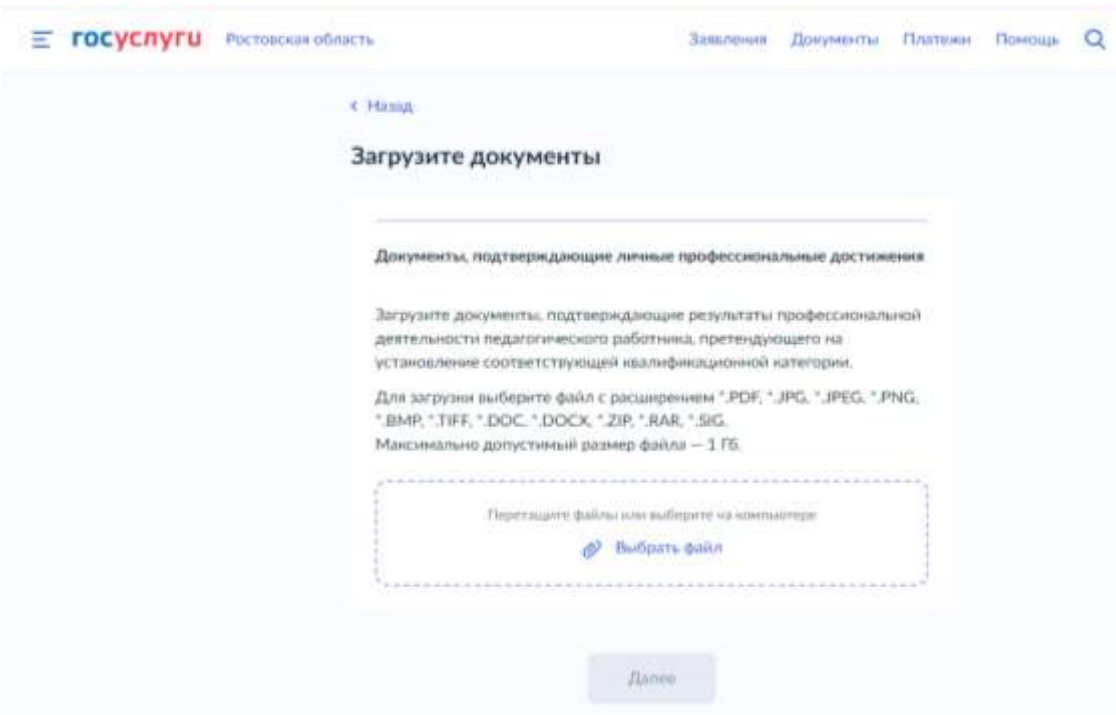 госуслуги Ростовская область Заявления Документы Платежи Помощь
Назад
Загрузите документы
Документы, подтверждающие личные профессиональные достижения
Загрузите документы, подтверждающие результаты профессиональной
деятельности педагогического работника, претендующего на
установление соответствующей квалификационной категории.
Для загрузки выберите файл с расширением *.PDF, *.JPG, *.JPEG, *.PNG,
*.BMP, *.TIFF, *.DOC, *.DOCX, *.ZIP, *.RAR, *.SIG.
Максимально допустимый размер файла — 1 Гб.
Перетащите файлы или выберите на компьютере
Выбрать файл
Далее